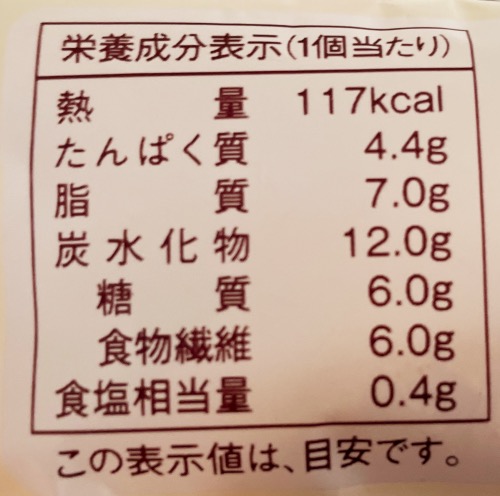 栄養成分表示(1個当たり)
熱量 117kcal
たんぱく質 4.4g
脂質 7.0g
炭水化物 12.0g
糖質 6.0g
食物繊維 6.0g
食塩相当量 0.4g
この表示値は、目安です。